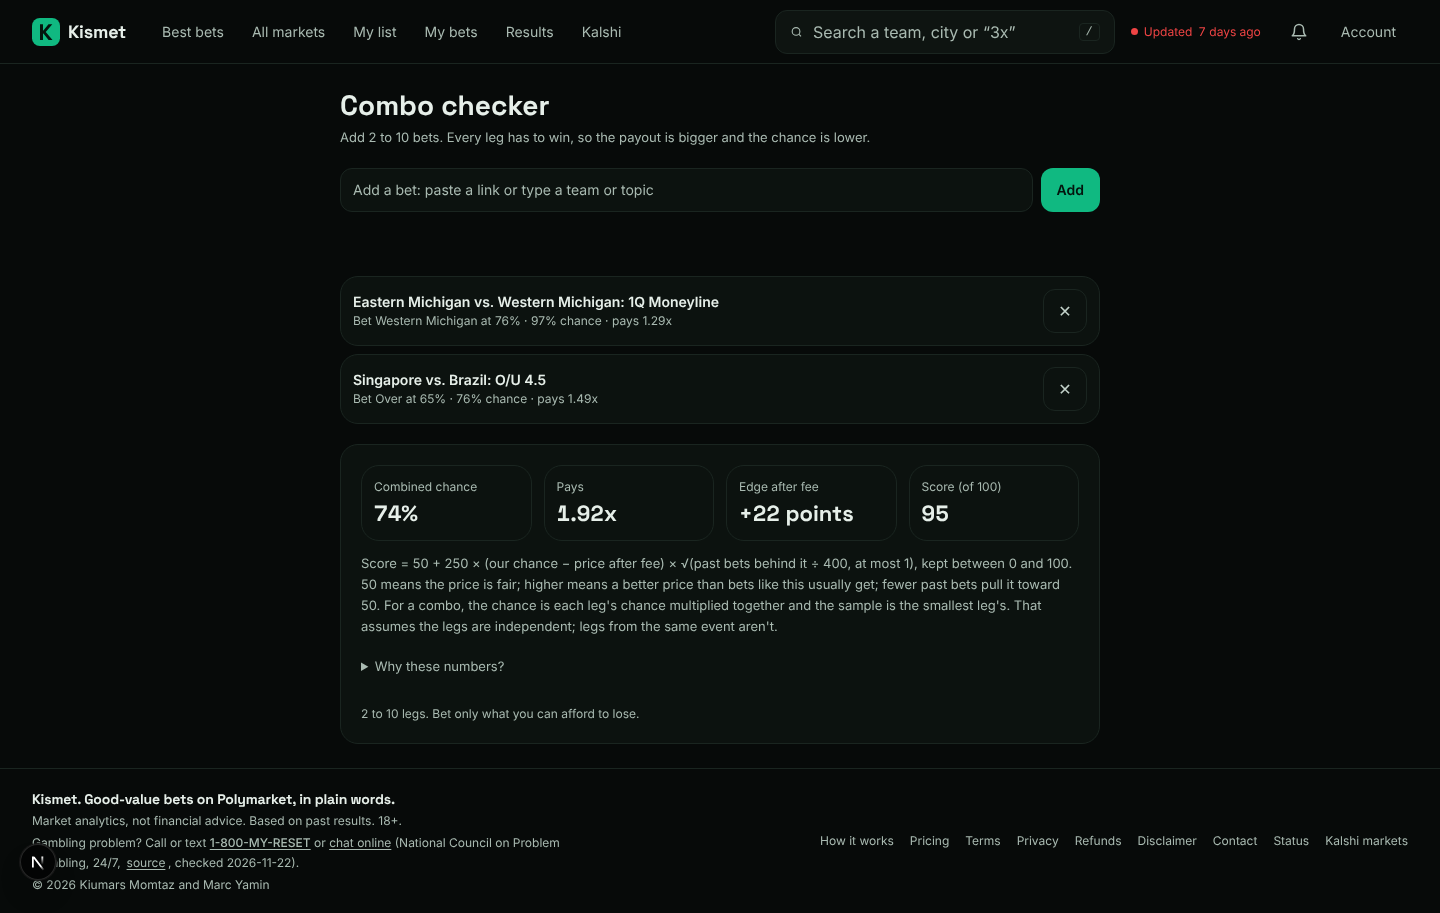 K Kismet
Best bets All markets My list My bets Results Kalshi
Search a team, city or “3x” /
Updated 7 days ago
Account
Combo checker
Add 2 to 10 bets. Every leg has to win, so the payout is bigger and the chance is lower.
Add a bet: paste a link or type a team or topic
Add
Eastern Michigan vs. Western Michigan: 1Q Moneyline
Bet Western Michigan at 76% · 97% chance · pays 1.29x
✕
Singapore vs. Brazil: O/U 4.5
Bet Over at 65% · 76% chance · pays 1.49x
✕
Combined chance
74%
Pays
1.92x
Edge after fee
+22 points
Score (of 100)
95
Score = 50 + 250 × (our chance − price after fee) × √(past bets behind it ÷ 400, at most 1), kept between 0 and 100.
50 means the price is fair; higher means a better price than bets like this usually get; fewer past bets pull it toward
50. For a combo, the chance is each leg's chance multiplied together and the sample is the smallest leg's. That
assumes the legs are independent; legs from the same event aren't.
Why these numbers?
2 to 10 legs. Bet only what you can afford to lose.
Kismet. Good-value bets on Polymarket, in plain words.
Market analytics, not financial advice. Based on past results. 18+.
Gambling problem? Call or text 1-800-MY-RESET or chat online (National Council on Problem
bling, 24/7, source , checked 2026-11-22).
© 2026 Kiumars Momtaz and Marc Yamin
N
How it works Pricing Terms Privacy Refunds Disclaimer Contact Status Kalshi markets